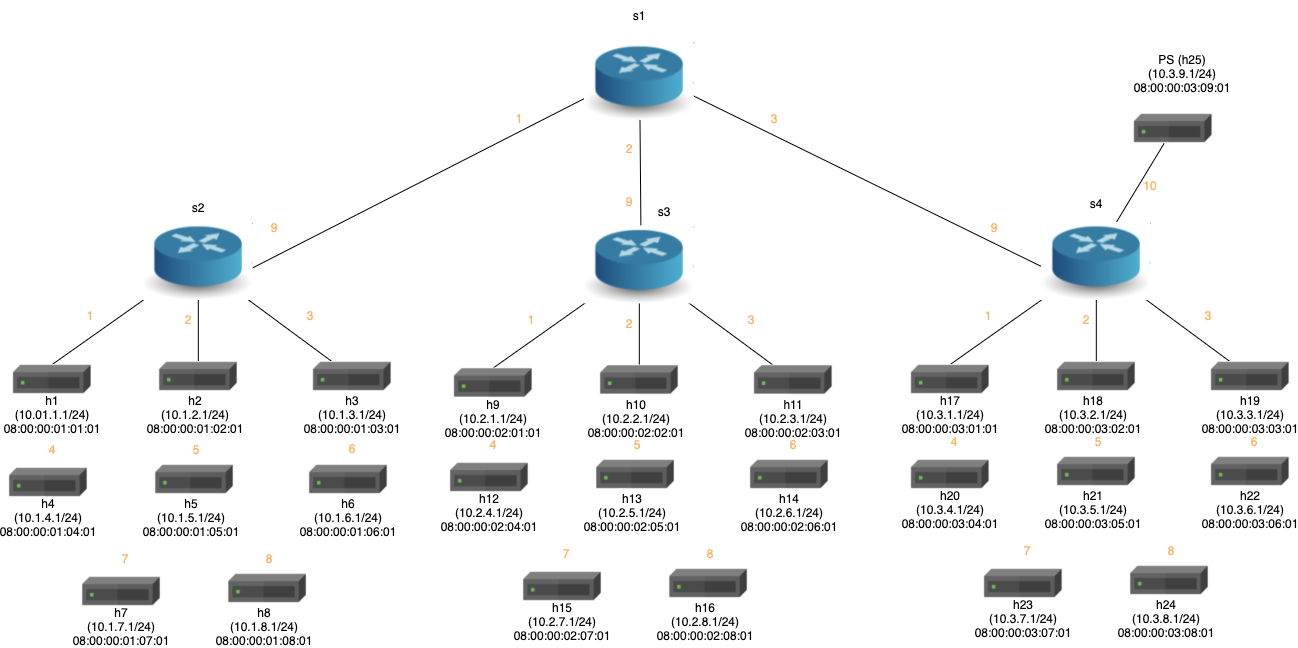 s1
PS (h25)
(10.3.9.1/24)
08:00:00:03:09:01
1
3
2
10
9
s2
s3
s4
9
9
1
2
3
1
2
3
1
2
3
h1
(10.01.1.1/24)
08:00:00:01:01:01
h2
(10.1.2.1/24)
08:00:00:01:02:01
h3
(10.1.3.1/24)
08:00:00:01:03:01
h9
(10.2.1.1/24)
08:00:00:02:01:01
h10
(10.2.2.1/24)
08:00:00:02:02:01
h11
(10.2.3.1/24)
08:00:00:02:03:01
h17
(10.3.1.1/24)
08:00:00:03:01:01
h18
(10.3.2.1/24)
08:00:00:03:02:01
h19
(10.3.3.1/24)
08:00:00:03:03:01
4
5
6
4
5
6
4
5
6
h4
(10.1.4.1/24)
08:00:00:01:04:01
h5
(10.1.5.1/24)
08:00:00:01:05:01
h6
(10.1.6.1/24)
08:00:00:01:06:01
h12
(10.2.4.1/24)
08:00:00:02:04:01
h13
(10.2.5.1/24)
08:00:00:02:05:01
h14
(10.2.6.1/24)
08:00:00:02:06:01
h20
(10.3.4.1/24)
08:00:00:03:04:01
h21
(10.3.5.1/24)
08:00:00:03:05:01
h22
(10.3.6.1/24)
08:00:00:03:06:01
7
8
7
8
7
8
h7
(10.1.7.1/24)
08:00:00:01:07:01
h8
(10.1.8.1/24)
08:00:00:01:08:01
h15
(10.2.7.1/24)
08:00:00:02:07:01
h16
(10.2.8.1/24)
08:00:00:02:08:01
h23
(10.3.7.1/24)
08:00:00:03:07:01
h24
(10.3.8.1/24)
08:00:00:03:08:01